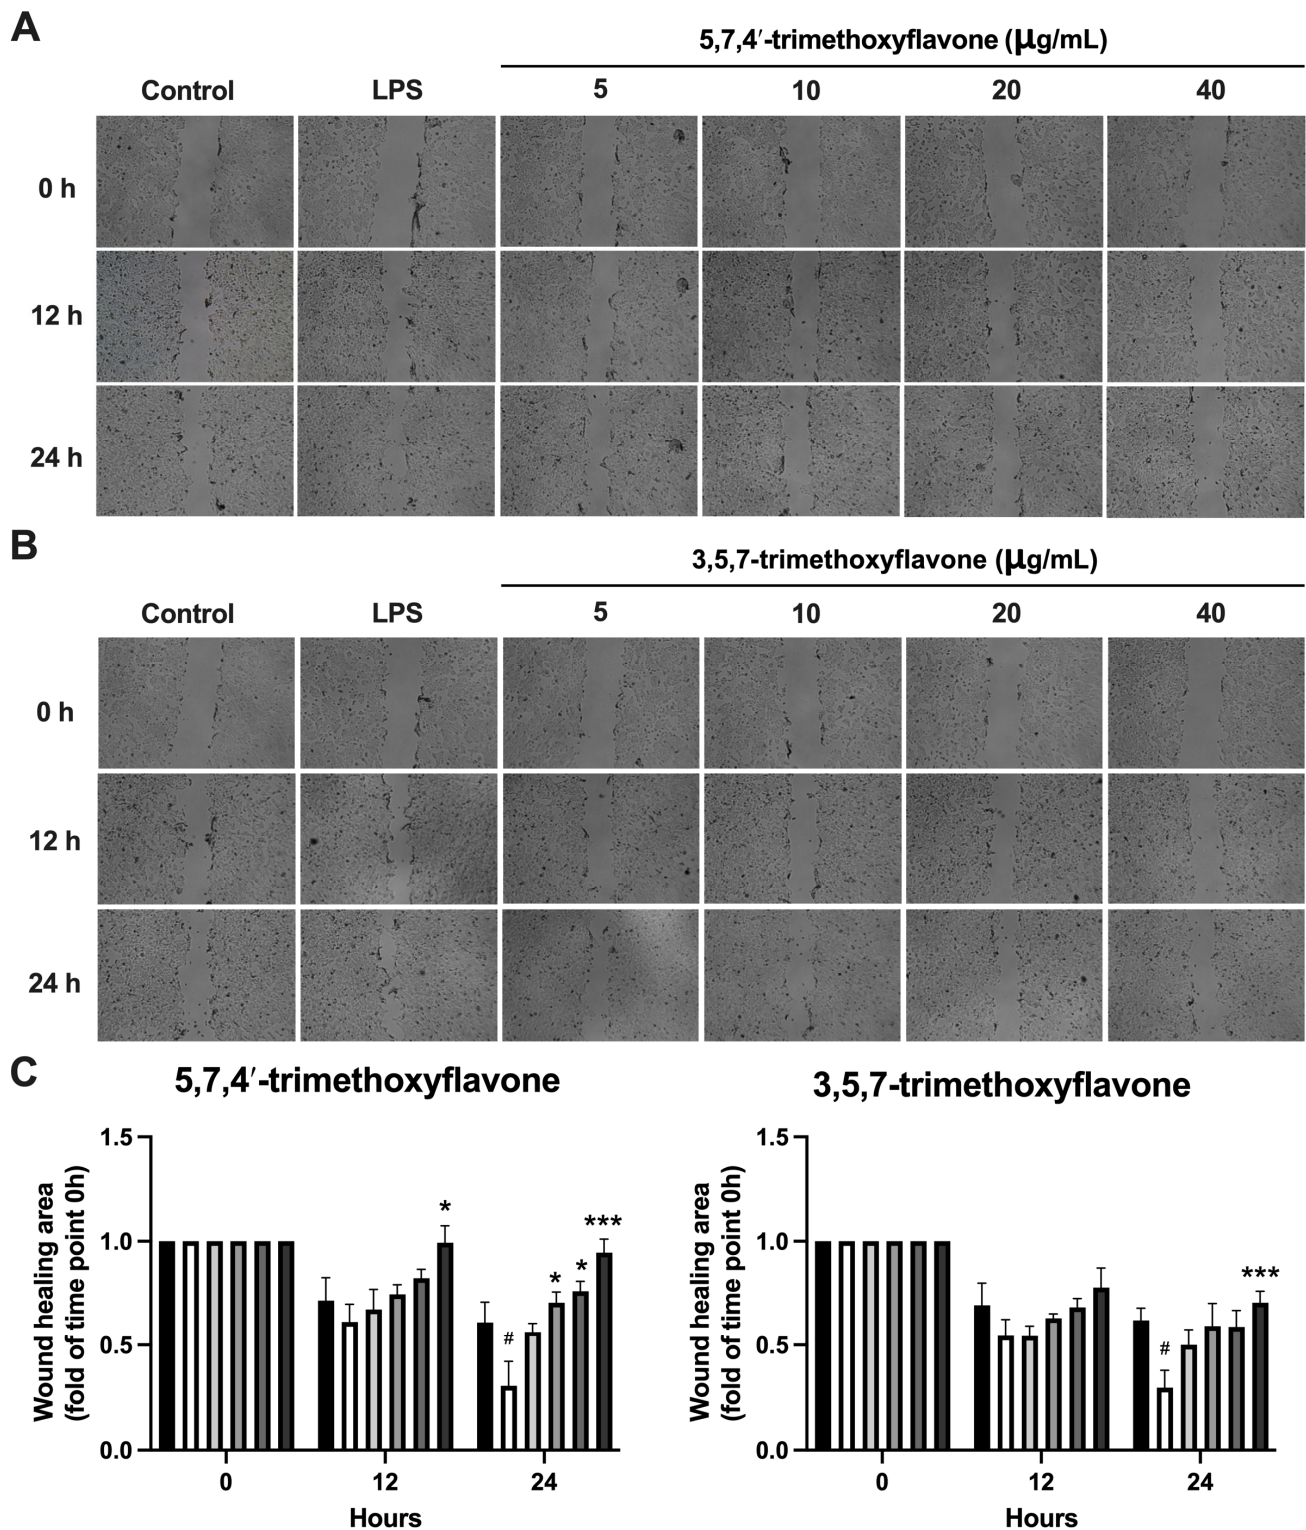 A
5,7,4′-trimethoxyflavone (µg/mL)
Control LPS 5 10 20 40
0 h
12 h
24 h
B
3,5,7-trimethoxyflavone (µg/mL)
Control LPS 5 10 20 40
0 h
12 h
24 h
C
5,7,4′-trimethoxyflavone
Wound healing area
(fold of time point 0h)
1.5
1.0
0.5
0.0
*
#
*
*
***
0 12 24
Hours
3,5,7-trimethoxyflavone
Wound healing area
(fold of time point 0h)
1.5
1.0
0.5
0.0
#
***
0 12 24
Hours